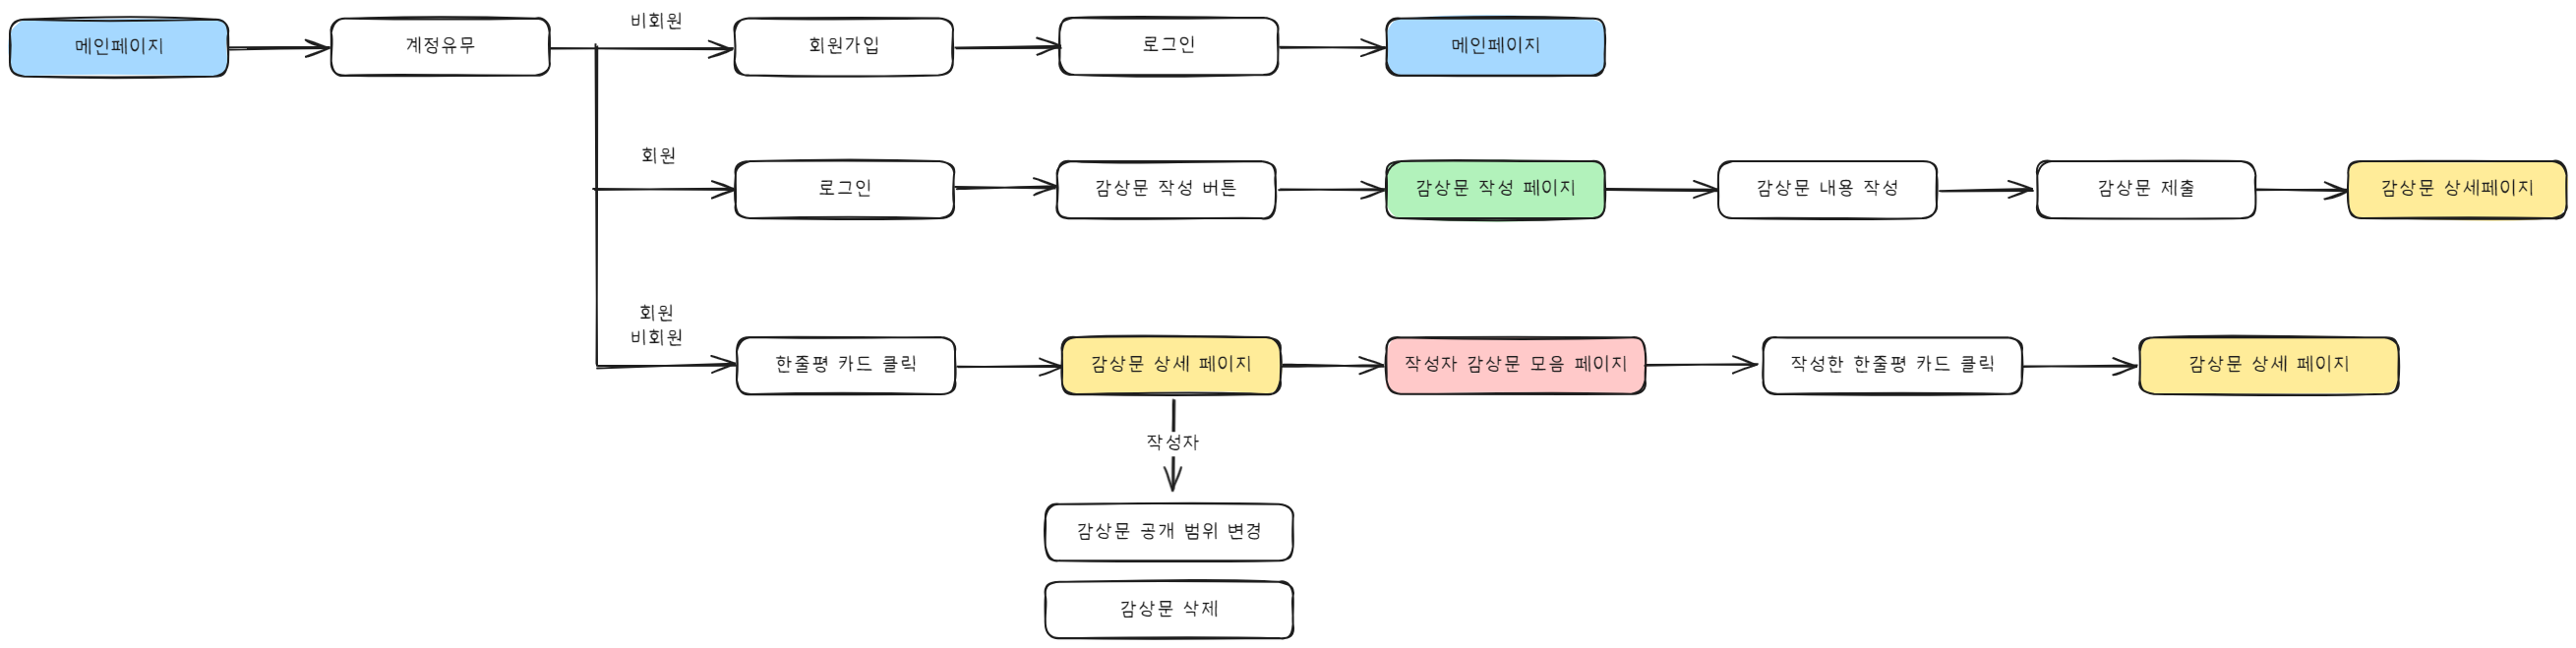 메인페이지
계정유무
비회원
회원가입
로그인
메인페이지
회원
로그인
감상문 작성 버튼
감상문 작성 페이지
감상문 내용 작성
감상문 제출
감상문 상세페이지
회원
비회원
한줄평 카드 클릭
감상문 상세 페이지
작성자 감상문 모음 페이지
작성한 한줄평 카드 클릭
감상문 상세 페이지
작성자
감상문 공개 범위 변경
감상문 삭제